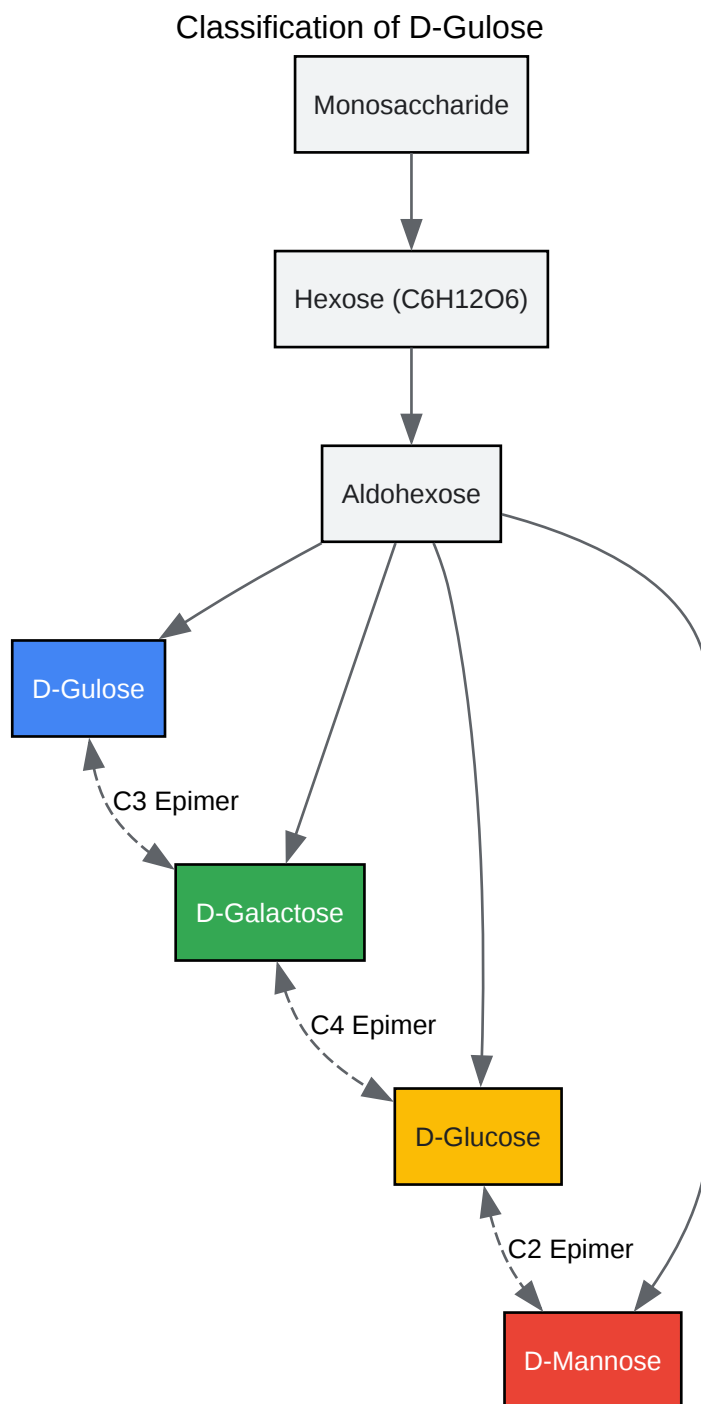 Classification of D-Gulose
Monosaccharide
Hexose (C6H12O6)
Aldohexose
D-Gulose
C3 Epimer
D-Galactose
C4 Epimer
D-Glucose
C2 Epimer
D-Mannose